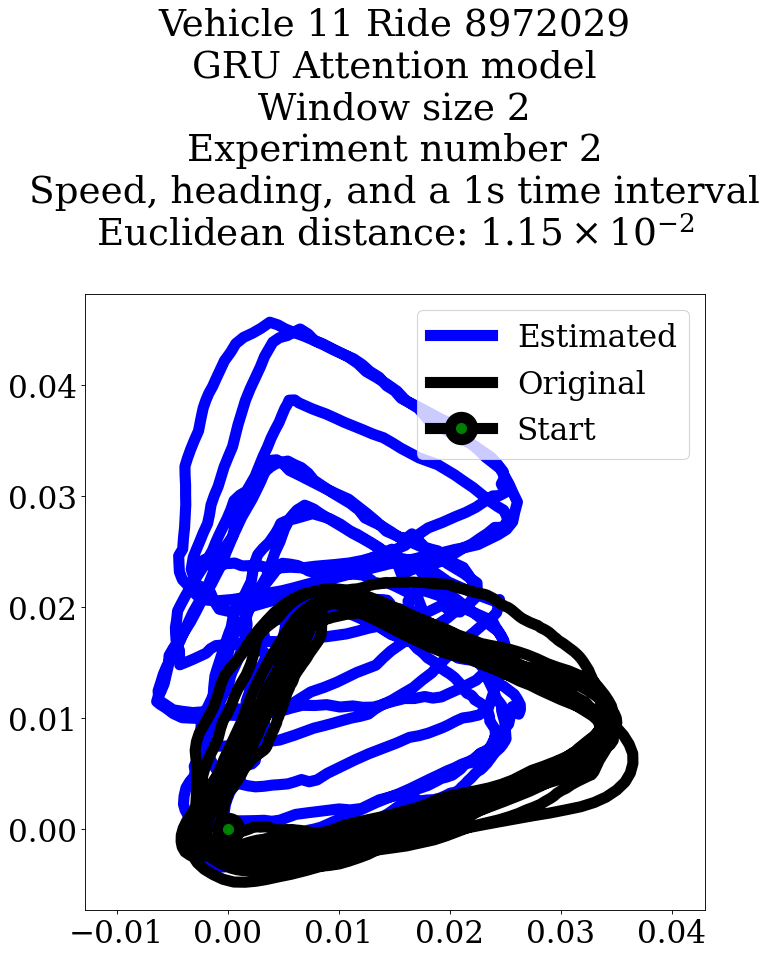 Vehicle 11 Ride 8972029
GRU Attention model
Window size 2
Experiment number 2
Speed, heading, and a 1s time interval
Euclidean distance: 1.15 × 10⁻²
Estimated
Original
Start
0.04
0.03
0.02
0.01
0.00
−0.01 0.00 0.01 0.02 0.03 0.04